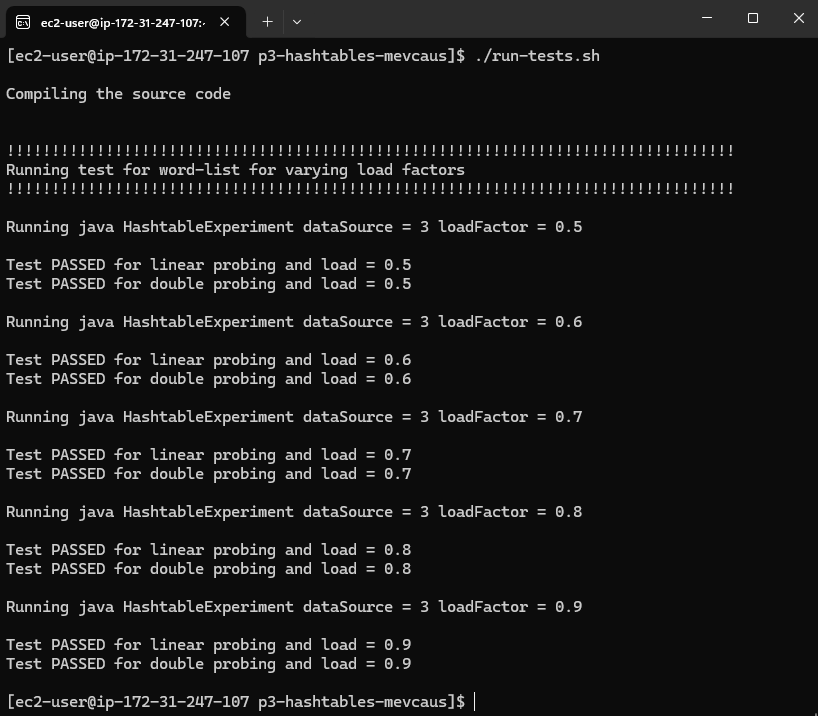 ec2-user@ip-172-31-247-107:~
[ec2-user@ip-172-31-247-107 p3-hashtables-mevcaus]$ ./run-tests.sh
Compiling the source code
!!!!!!!!!!!!!!!!!!!!!!!!!!!!!!!!!!!!!!!!!!!!!!!!!!!!!!!!!!!!!!!!!!!!!!!!!!!!!!!!!
Running test for word-list for varying load factors
!!!!!!!!!!!!!!!!!!!!!!!!!!!!!!!!!!!!!!!!!!!!!!!!!!!!!!!!!!!!!!!!!!!!!!!!!!!!!!!!!
Running java HashtableExperiment dataSource = 3 loadFactor = 0.5
Test PASSED for linear probing and load = 0.5
Test PASSED for double probing and load = 0.5
Running java HashtableExperiment dataSource = 3 loadFactor = 0.6
Test PASSED for linear probing and load = 0.6
Test PASSED for double probing and load = 0.6
Running java HashtableExperiment dataSource = 3 loadFactor = 0.7
Test PASSED for linear probing and load = 0.7
Test PASSED for double probing and load = 0.7
Running java HashtableExperiment dataSource = 3 loadFactor = 0.8
Test PASSED for linear probing and load = 0.8
Test PASSED for double probing and load = 0.8
Running java HashtableExperiment dataSource = 3 loadFactor = 0.9
Test PASSED for linear probing and load = 0.9
Test PASSED for double probing and load = 0.9
[ec2-user@ip-172-31-247-107 p3-hashtables-mevcaus]$